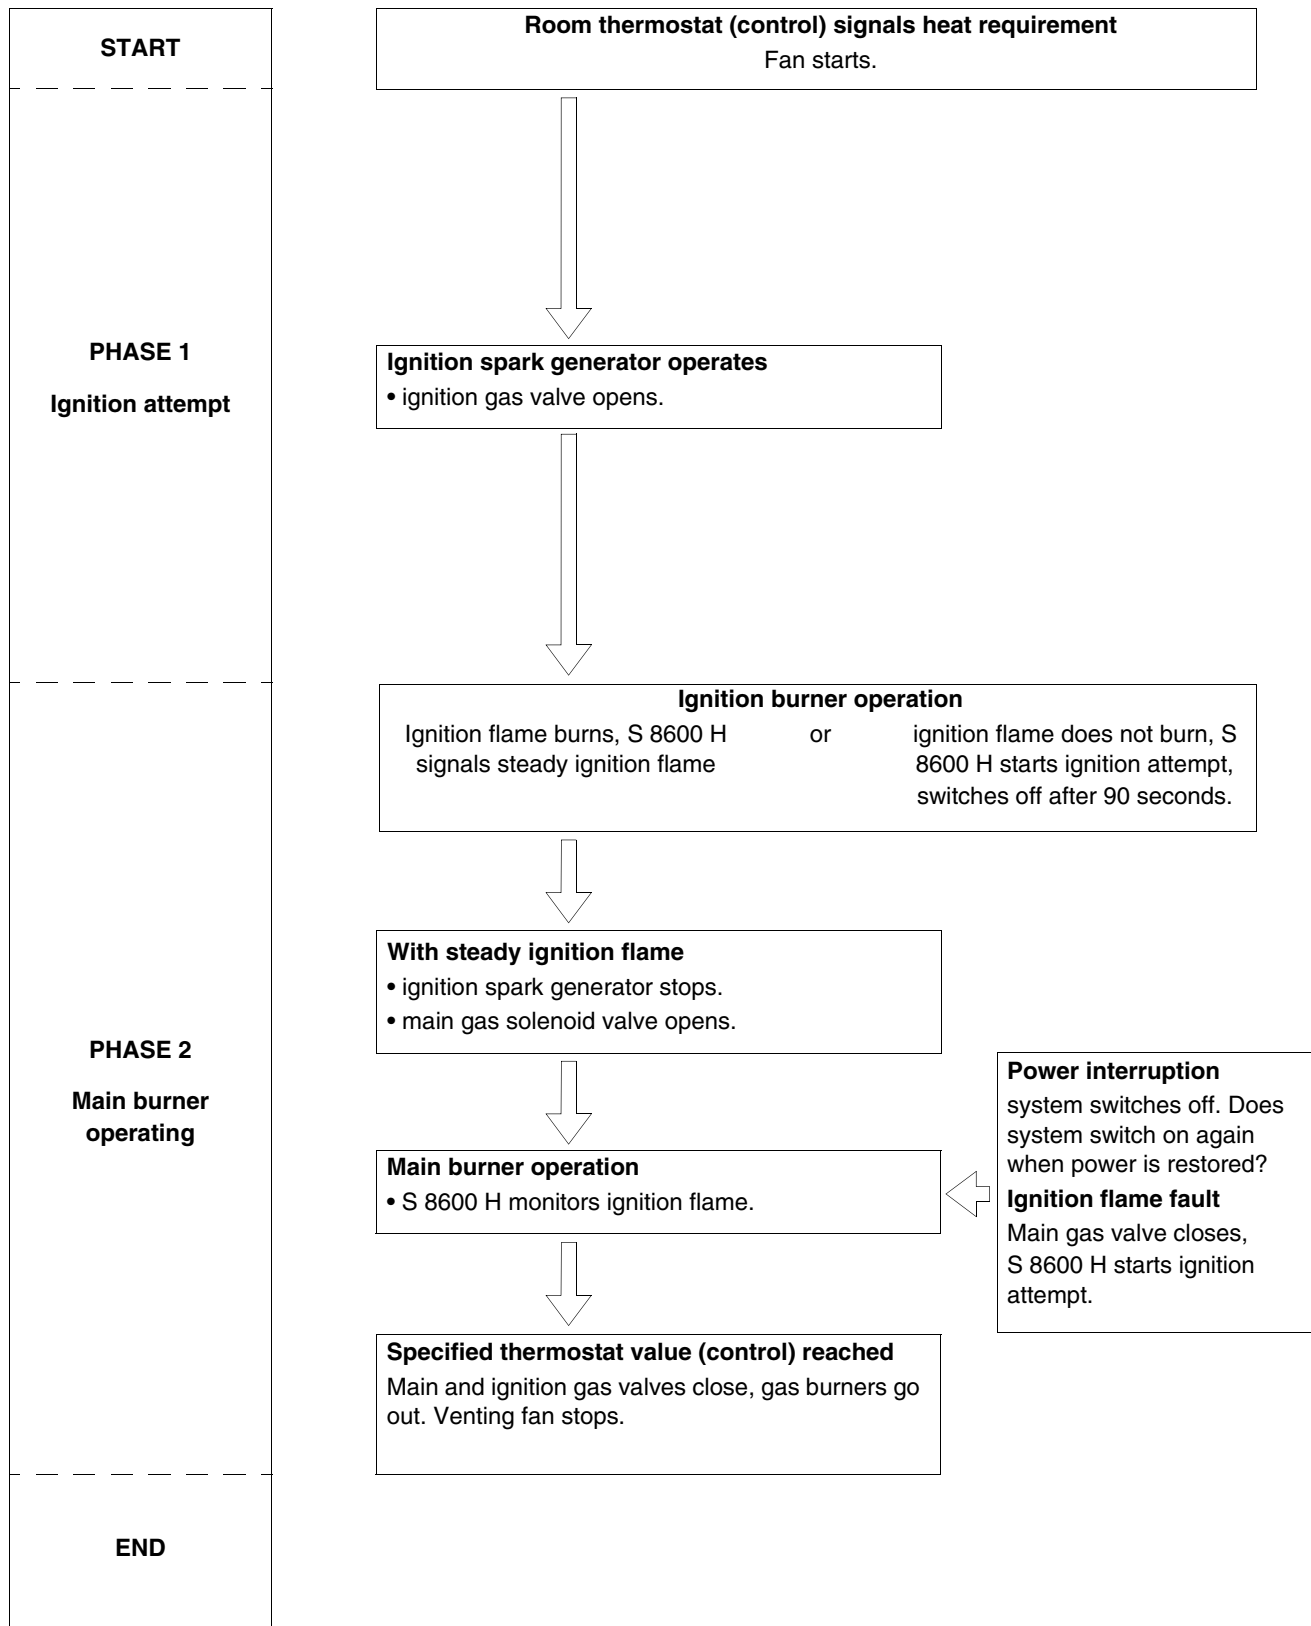 START
Room thermostat (control) signals heat requirement
Fan starts.
PHASE 1
Ignition attempt
Ignition spark generator operates
• ignition gas valve opens.
Ignition burner operation
Ignition flame burns, S 8600 H
signals steady ignition flame
or
ignition flame does not burn, S
8600 H starts ignition attempt,
switches off after 90 seconds.
With steady ignition flame
• ignition spark generator stops.
• main gas solenoid valve opens.
PHASE 2
Main burner
operating
Main burner operation
• S 8600 H monitors ignition flame.
Power interruption
system switches off. Does
system switch on again
when power is restored?
Ignition flame fault
Main gas valve closes,
S 8600 H starts ignition
attempt.
Specified thermostat value (control) reached
Main and ignition gas valves close, gas burners go
out. Venting fan stops.
END